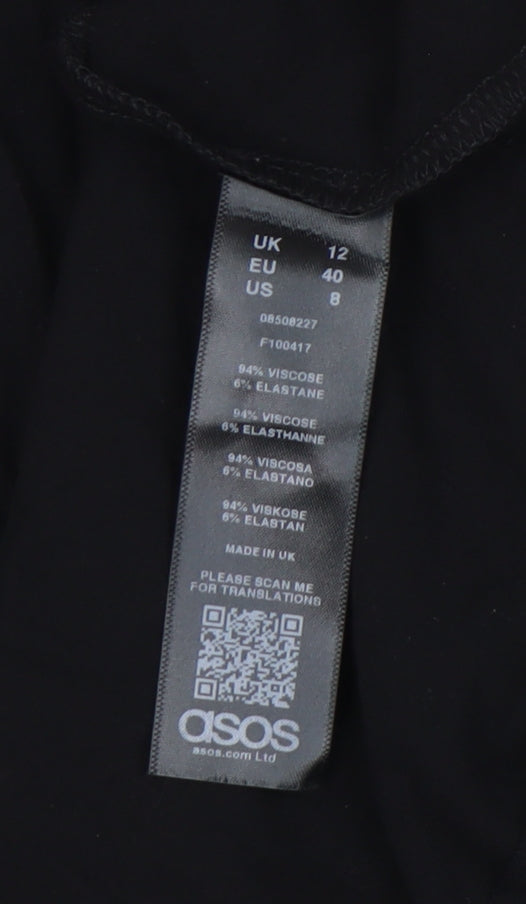 UK 12
EU 40
US 8
08508227
F100417
94% VISCOSE
6% ELASTANE
94% VISCOSE
6% ELASTHANNE
94% VISCOSA
6% ELASTANO
94% VISKOSE
6% ELASTAN
MADE IN UK
PLEASE SCAN ME
FOR TRANSLATIONS
asos
asos.com Ltd